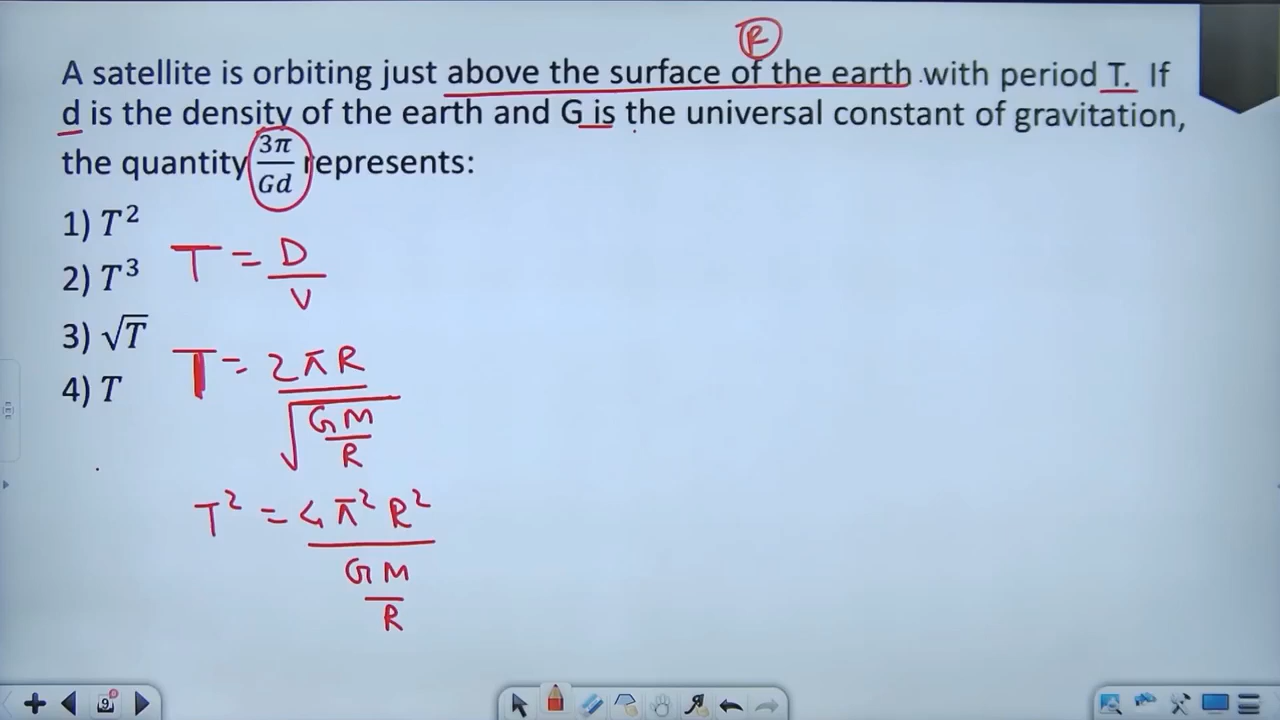 R
A satellite is orbiting just above the surface of the earth with period T. If
d is the density of the earth and G is the universal constant of gravitation,
the quantity 3π/Gd represents:
1) T²
2) T³
3) √T
4) T
T = D/V
T = 2πR/√(GM/R)
T² = 4π²R²/(GM/R)
9